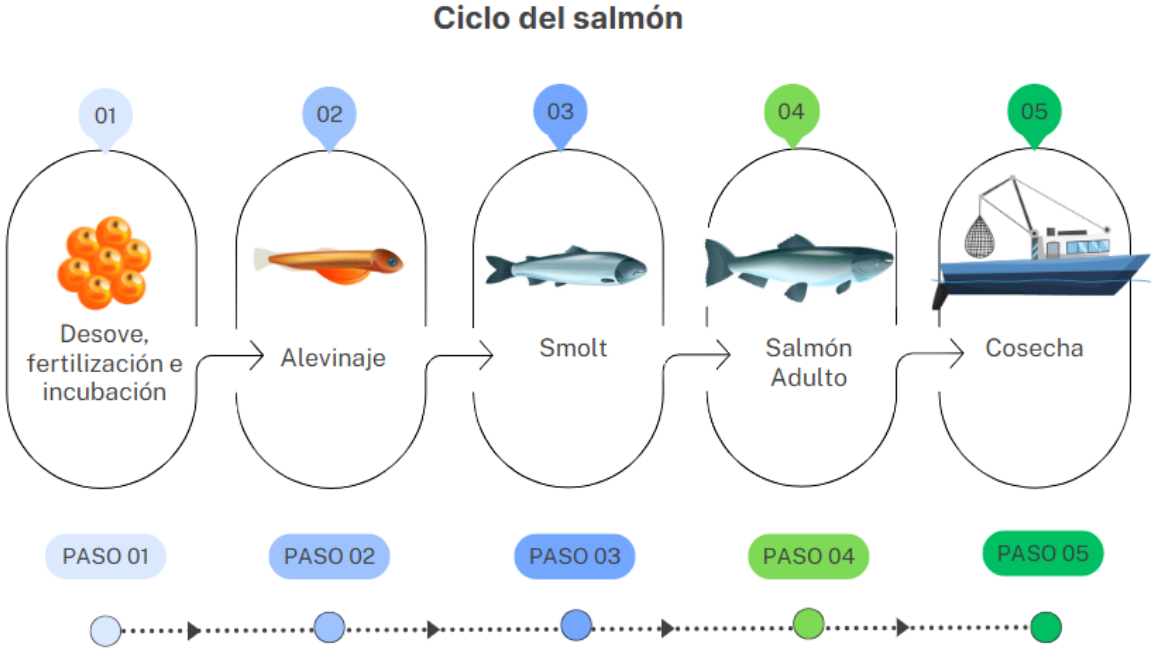 Ciclo del salmón
01
02
03
04
05
Desove,
fertilización e
incubación
Alevinaje
Smolt
Salmón
Adulto
Cosecha
PASO 01
PASO 02
PASO 03
PASO 04
PASO 05